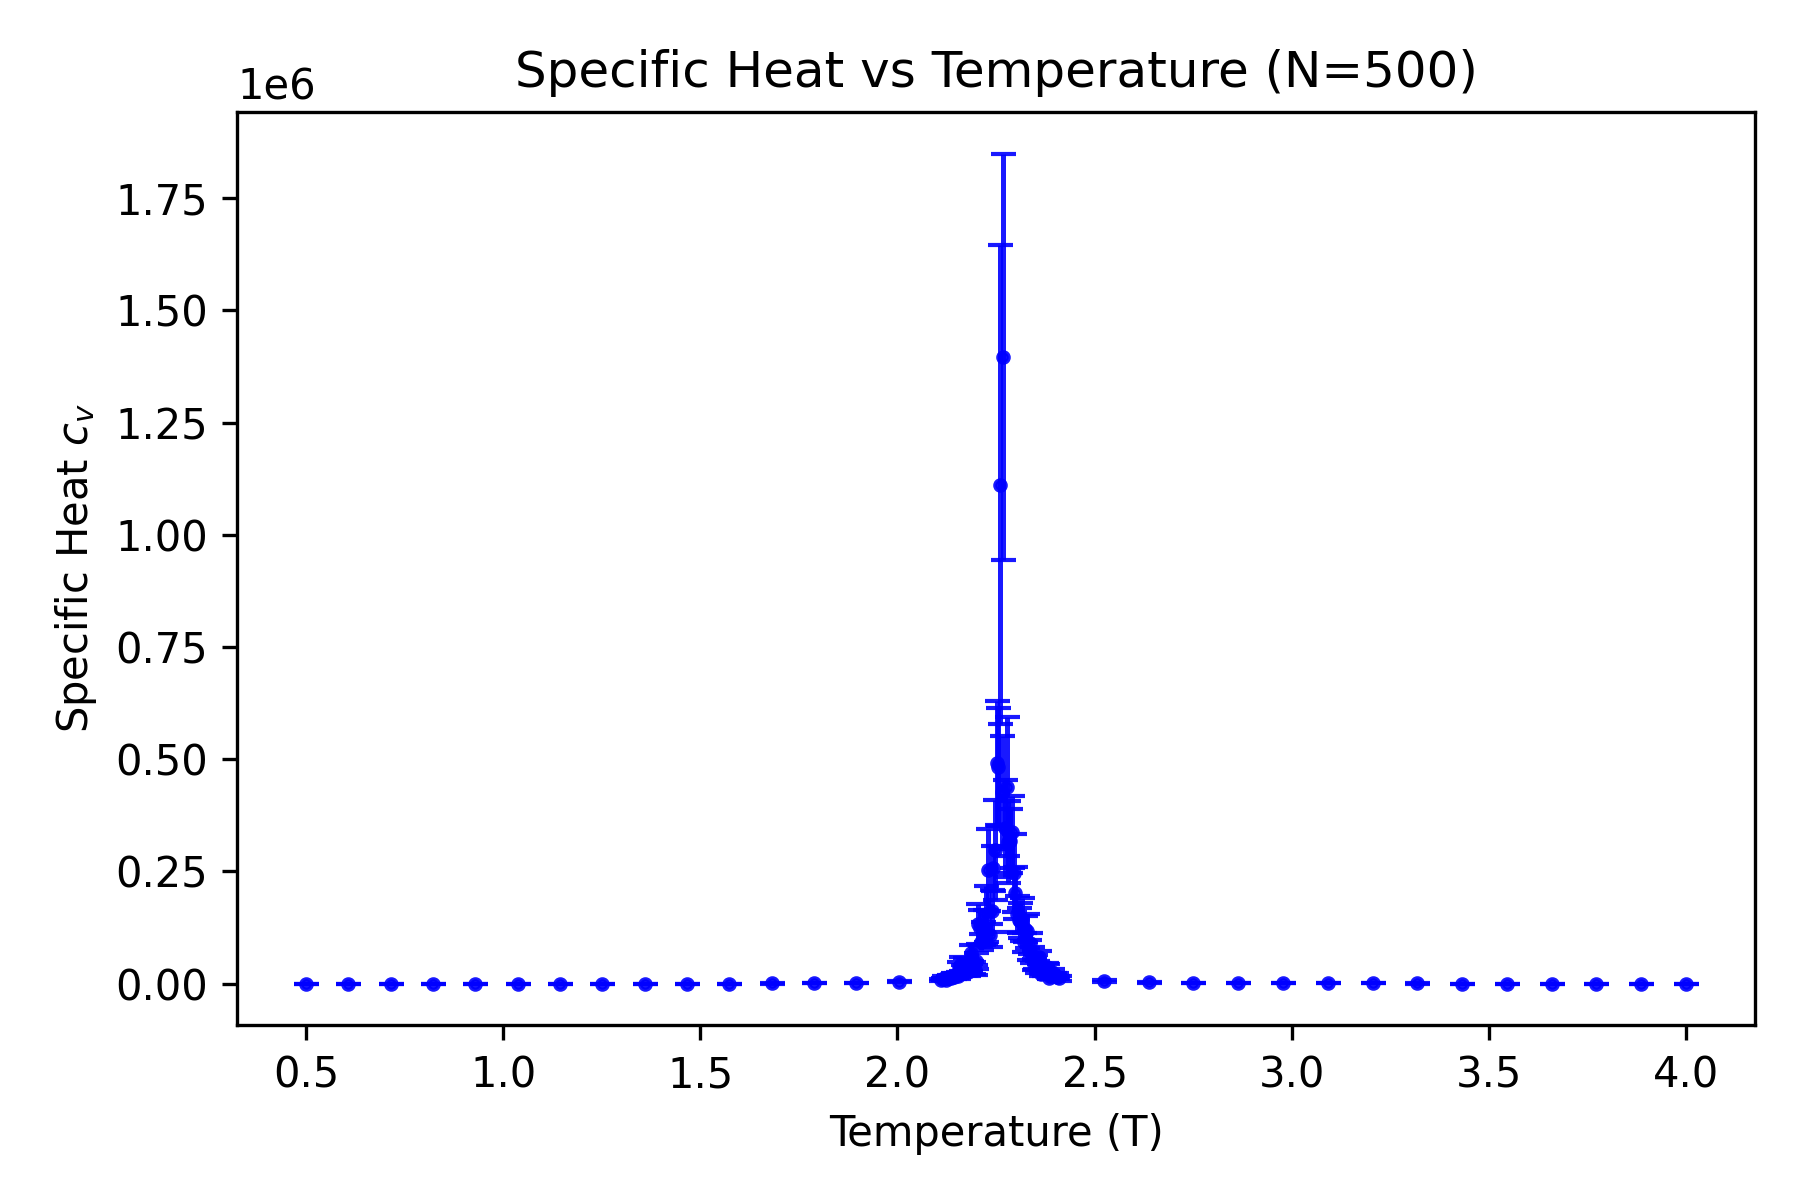 Specific Heat vs Temperature (N=500)
1e6
1.75
1.50
1.25
1.00
0.75
0.50
0.25
0.00
Specific Heat c_v
0.5 1.0 1.5 2.0 2.5 3.0 3.5 4.0
Temperature (T)